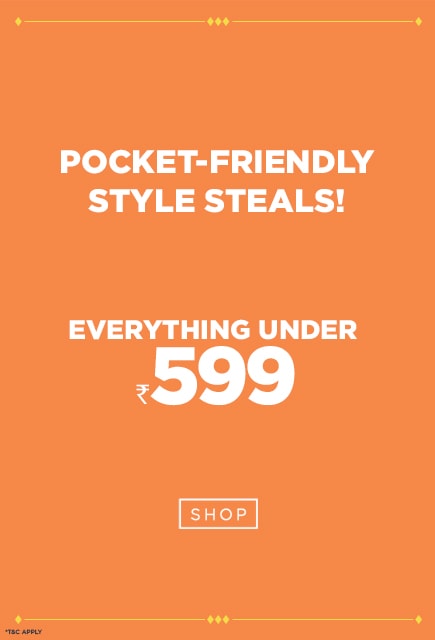 POCKET-FRIENDLY
STYLE STEALS!
EVERYTHING UNDER
₹599
SHOP
*T&C APPLY